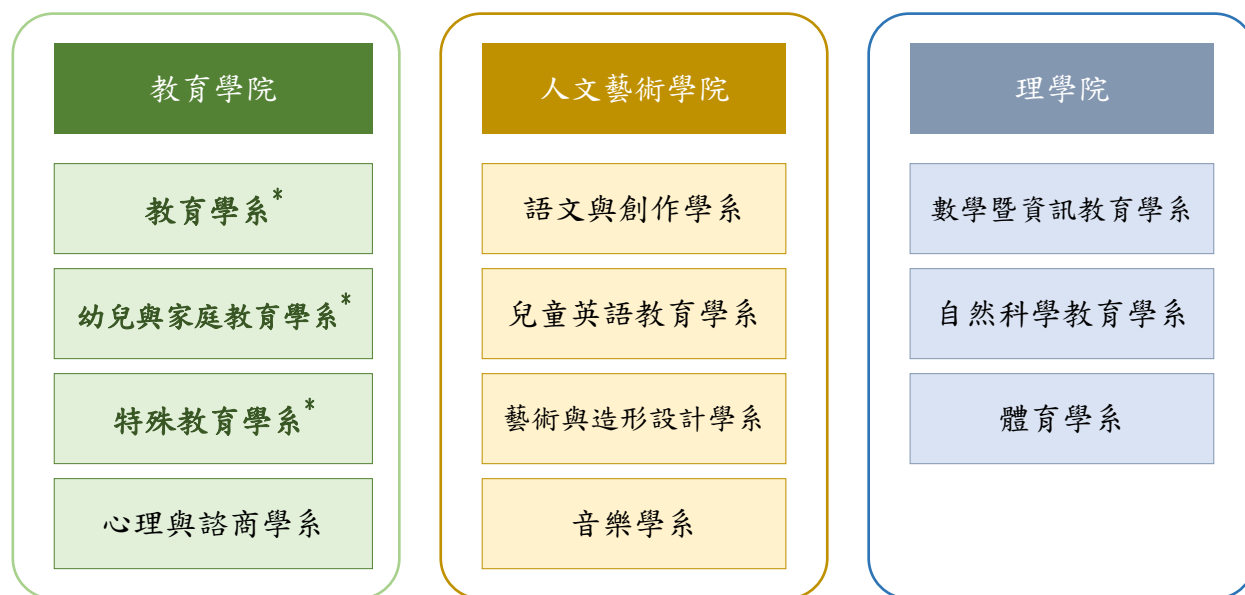 教育學院
教育學系*
幼兒與家庭教育學系*
特殊教育學系*
心理與諮商學系
人文藝術學院
語文與創作學系
兒童英語教育學系
藝術與造形設計學系
音樂學系
理學院
數學暨資訊教育學系
自然科學教育學系
體育學系